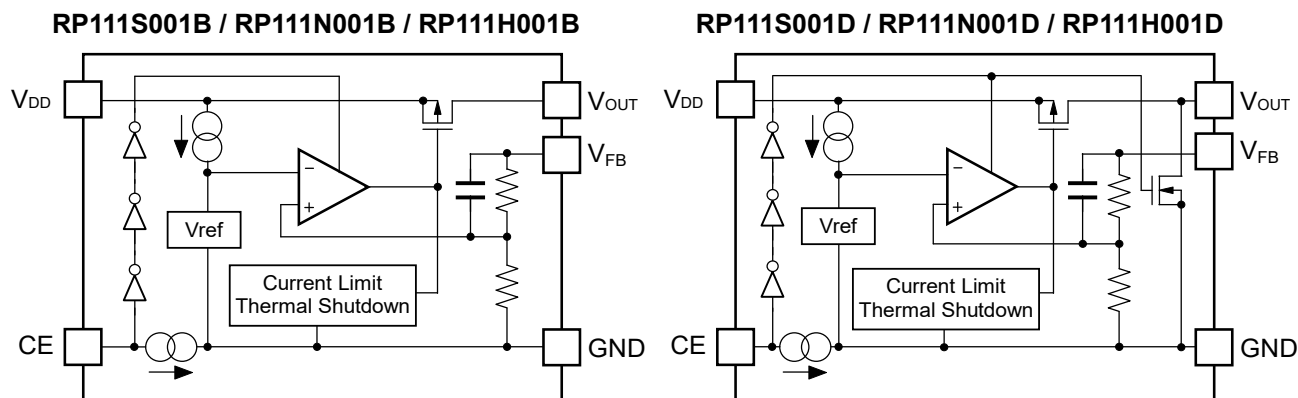 RP111S001B / RP111N001B / RP111H001B
VDD
VOUT
VFB
−
+
Vref
Current Limit
Thermal Shutdown
CE
GND
RP111S001D / RP111N001D / RP111H001D
VDD
VOUT
VFB
−
+
Vref
Current Limit
Thermal Shutdown
CE
GND